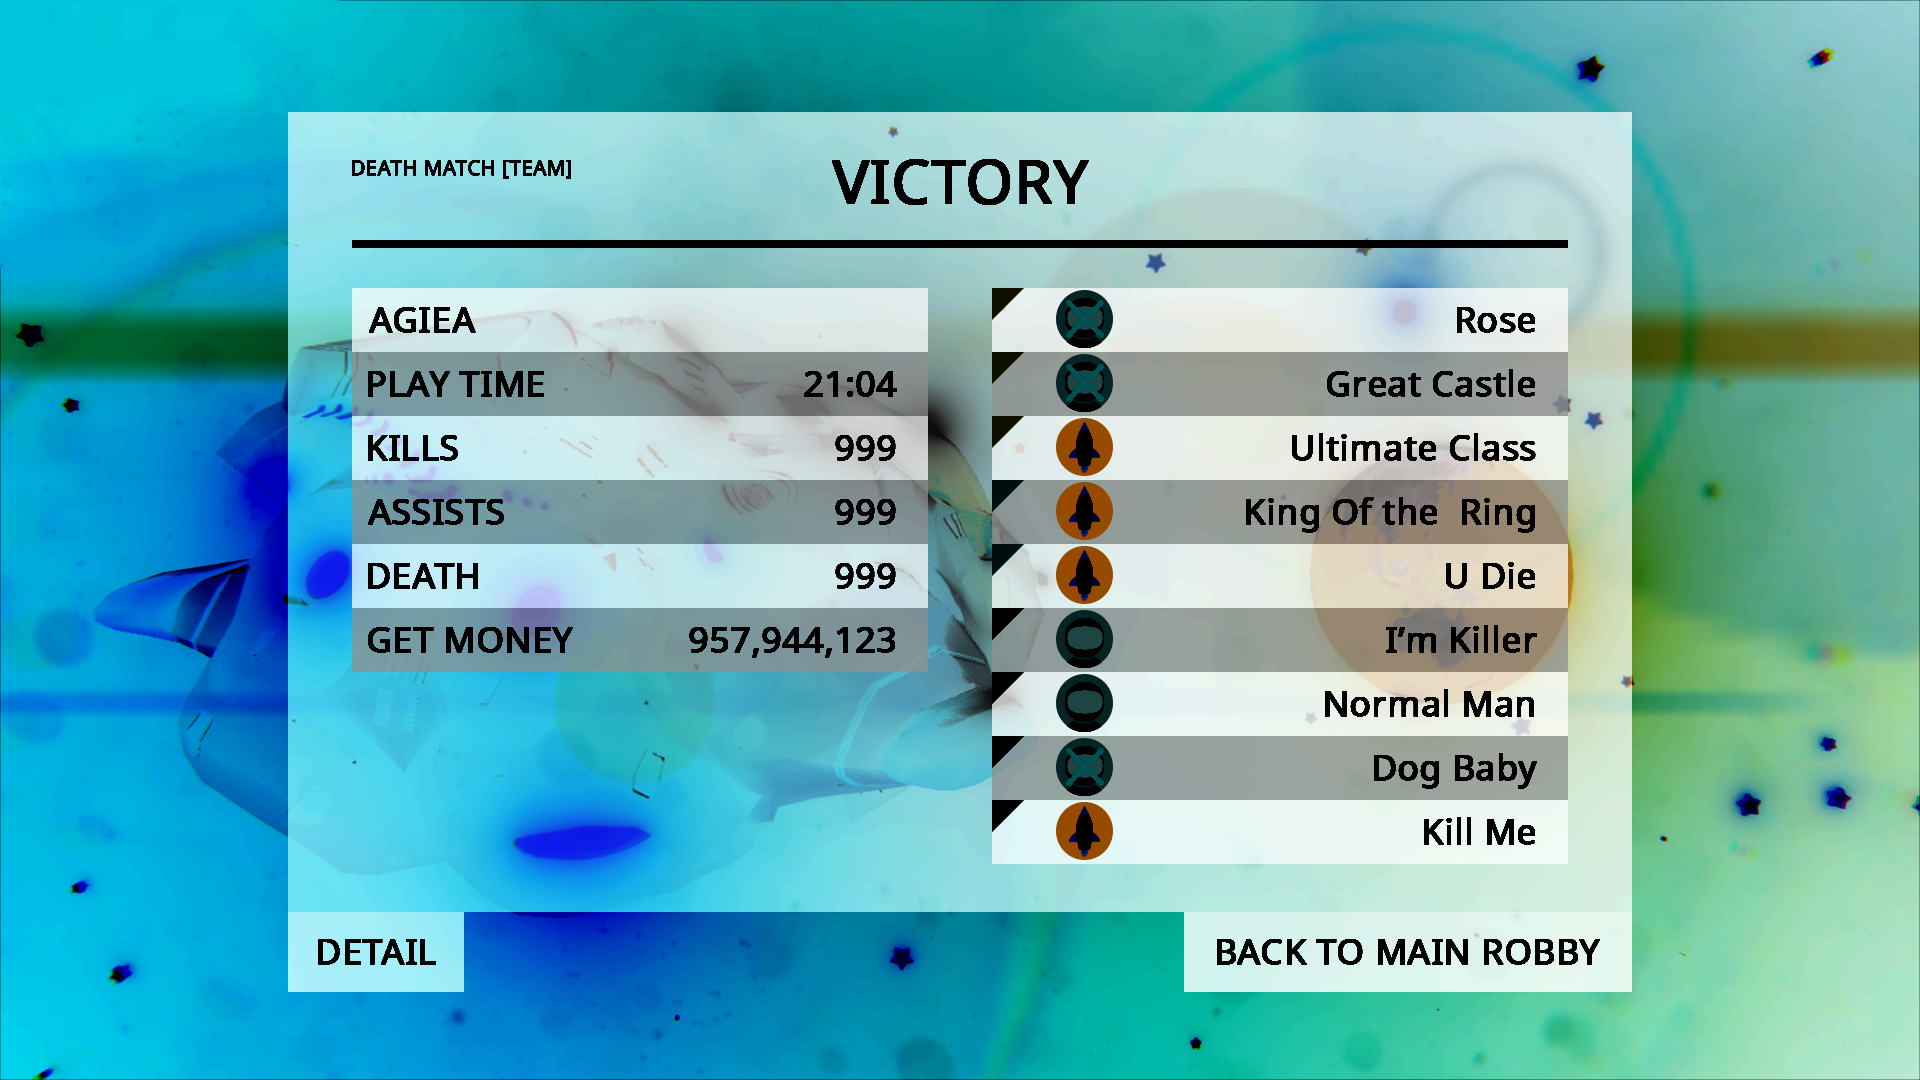 DEATH MATCH [TEAM]
VICTORY
AGIEA
PLAY TIME 21:04
KILLS 999
ASSISTS 999
DEATH 999
GET MONEY 957,944,123
Rose
Great Castle
Ultimate Class
King Of the  Ring
U Die
I'm Killer
Normal Man
Dog Baby
Kill Me
DETAIL
BACK TO MAIN ROBBY